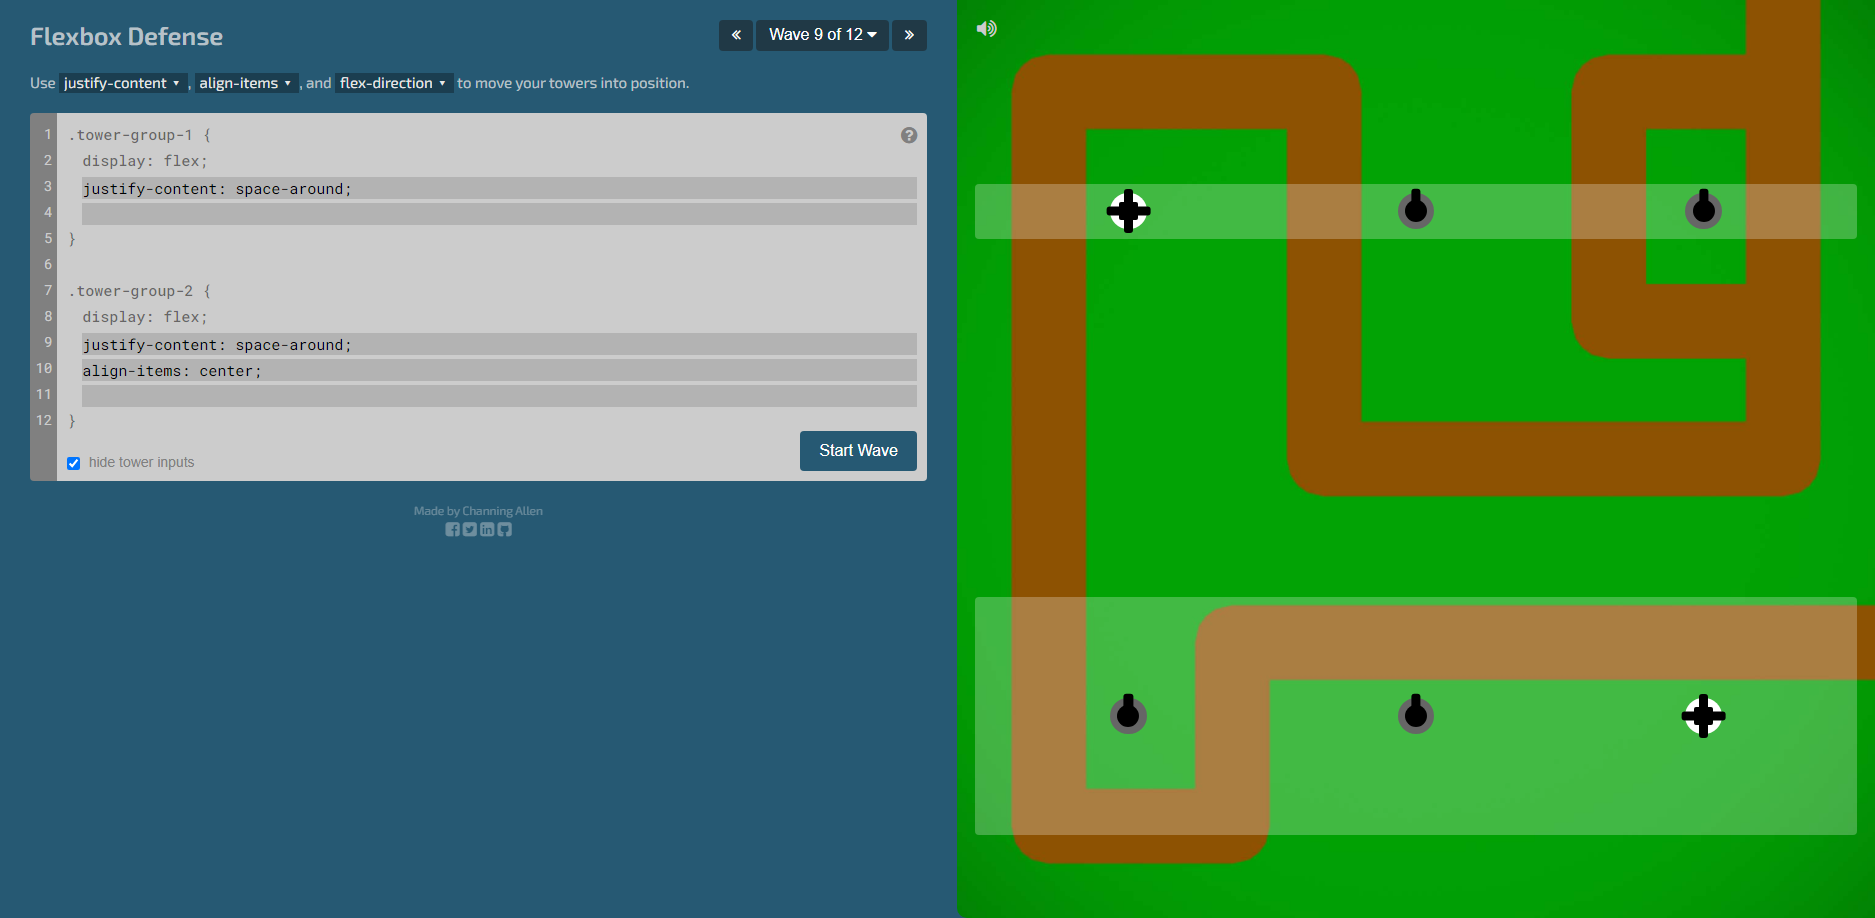 Flexbox Defense
« Wave 9 of 12 »
Use justify-content , align-items , and flex-direction to move your towers into position.
1 .tower-group-1 {
2 display: flex;
3 justify-content: space-around;
4
5 }
6
7 .tower-group-2 {
8 display: flex;
9 justify-content: space-around;
10 align-items: center;
11
12 }
hide tower inputs
Start Wave
Made by Channing Allen